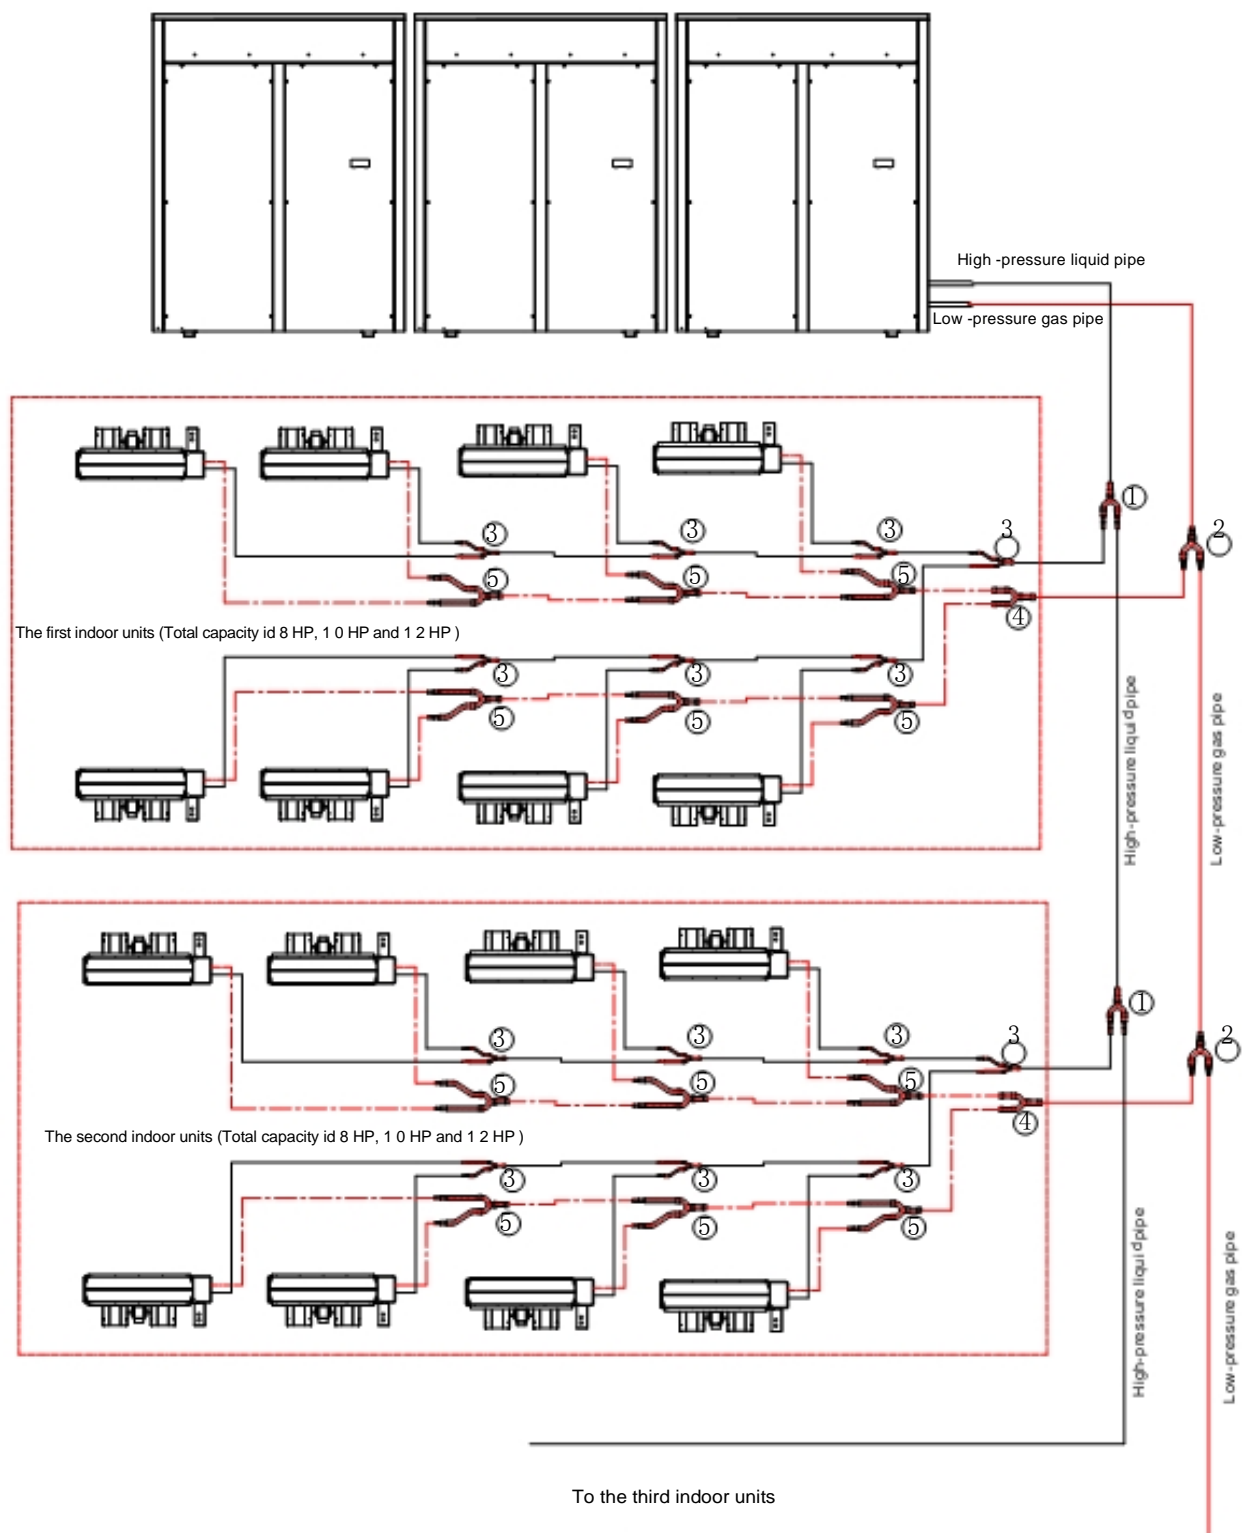 High -pressure liquid pipe
Low -pressure gas pipe
①
2
③ ③ ③ 3
⑤ ⑤ ⑤
④
The first indoor units (Total capacity id 8 HP, 1 0 HP and 1 2 HP )
③ ③ ③
⑤ ⑤ ⑤
High-pressure liquid pipe
Low-pressure gas pipe
①
2
③ ③ ③ 3
⑤ ⑤ ⑤
④
The second indoor units (Total capacity id 8 HP, 1 0 HP and 1 2 HP )
③ ③ ③
⑤ ⑤ ⑤
High-pressure liqui dpipe
Low-pressure gas pipe
To the third indoor units